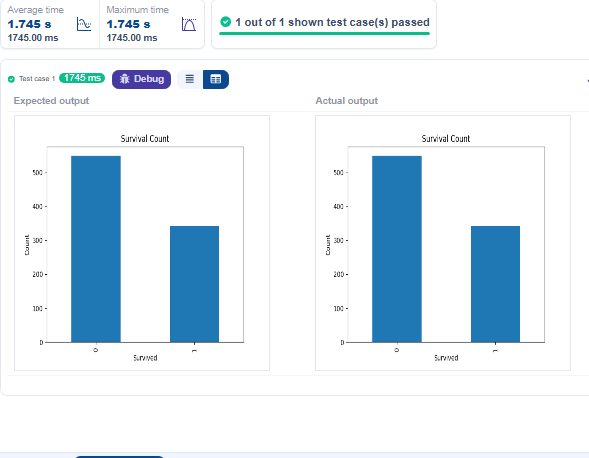 Average time
1.745 s
1745.00 ms
Maximum time
1.745 s
1745.00 ms
1 out of 1 shown test case(s) passed
Test case 1
1745 ms
Debug
Expected output
Actual output
Survival Count
500
400
300
200
100
0
Count
0
1
Survived
Survival Count
500
400
300
200
100
0
Count
0
1
Survived